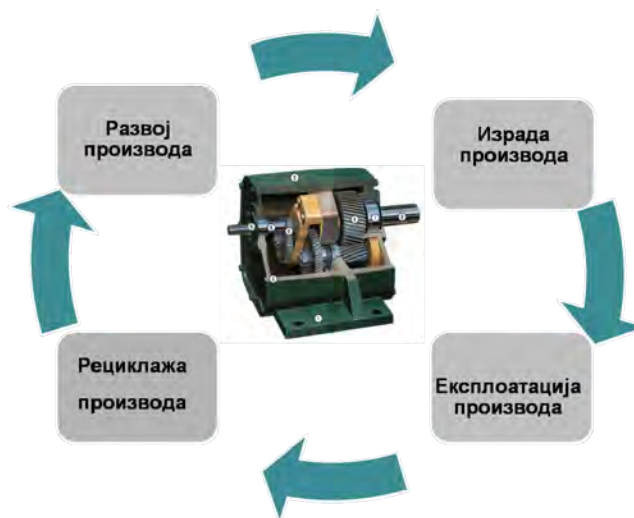 Развој
производа
Израда
производа
Експлоатација
производа
Рециклажа
производа